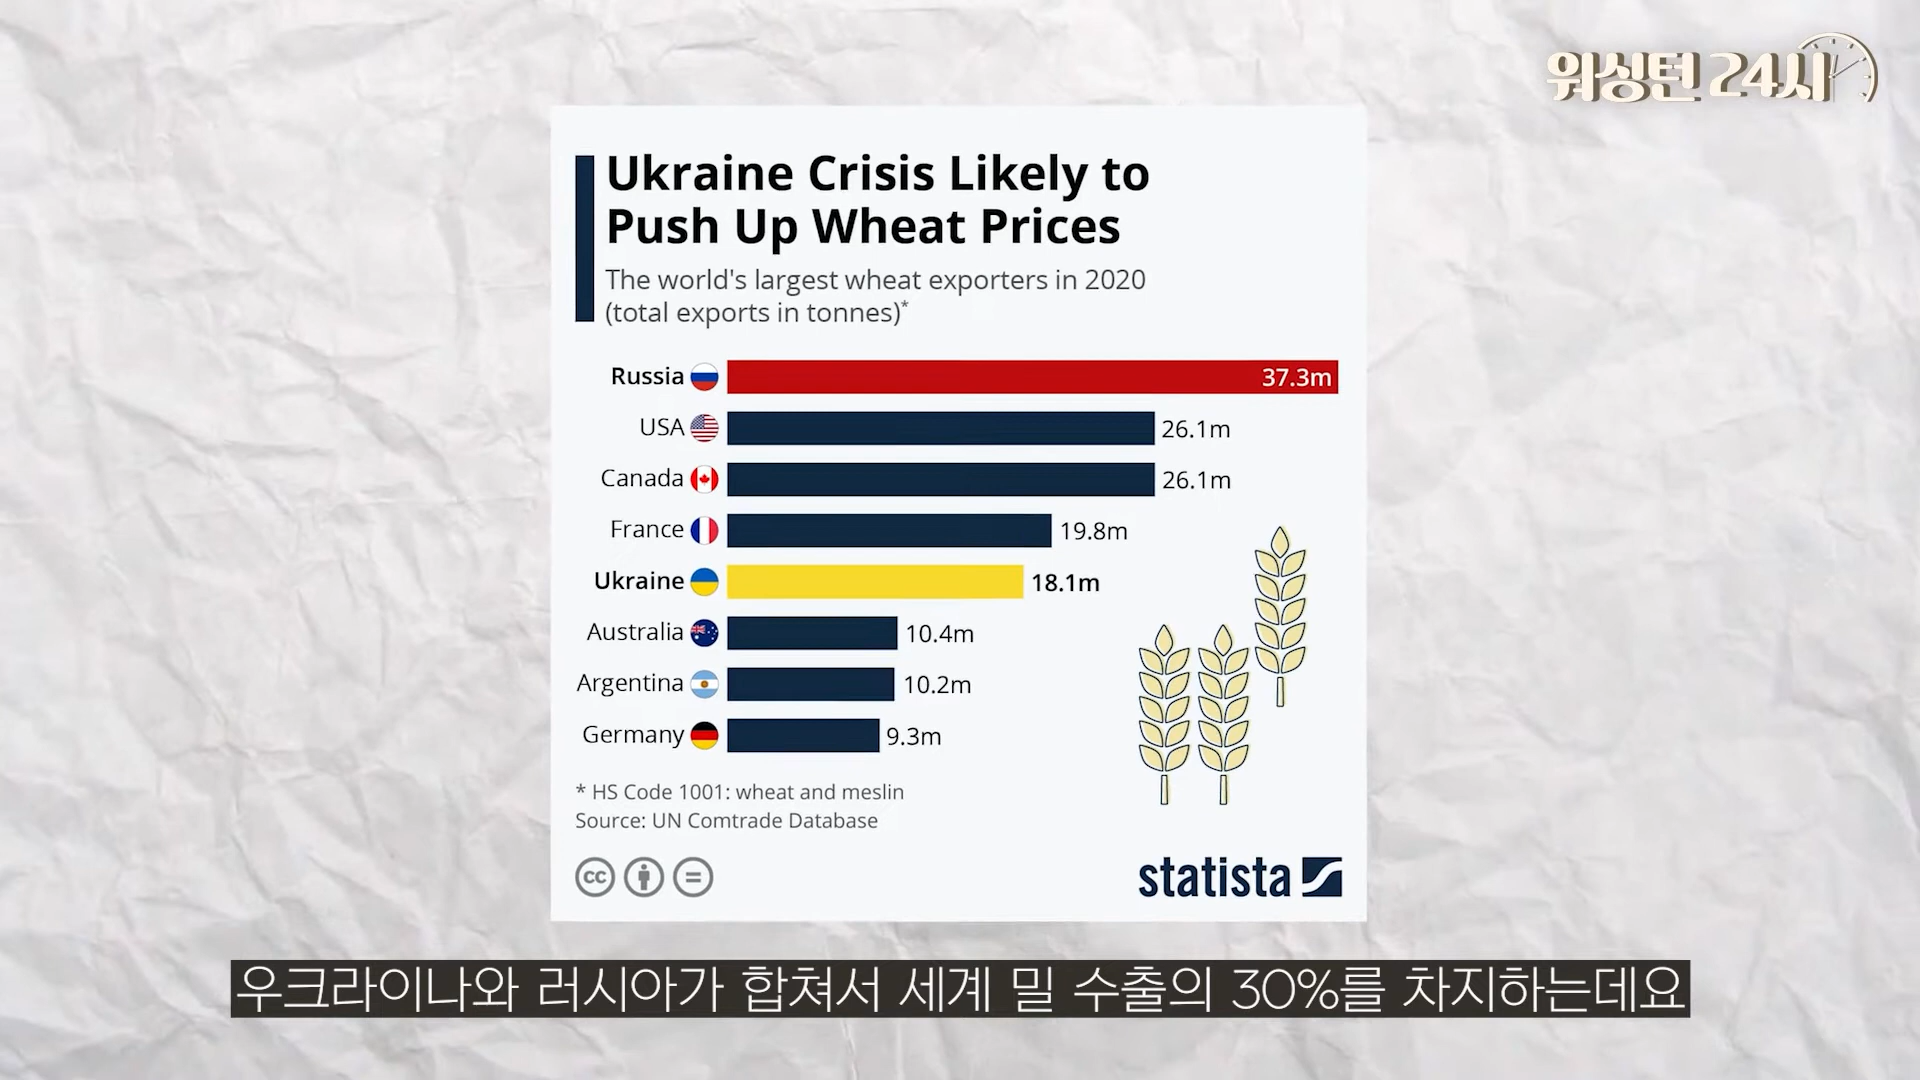 워싱턴 24시
Ukraine Crisis Likely to
Push Up Wheat Prices
The world's largest wheat exporters in 2020
(total exports in tonnes)*
Russia 37.3m
USA 26.1m
Canada 26.1m
France 19.8m
Ukraine 18.1m
Australia 10.4m
Argentina 10.2m
Germany 9.3m
* HS Code 1001: wheat and meslin
Source: UN Comtrade Database
cc
statista
우크라이나와 러시아가 합쳐서 세계 밀 수출의 30%를 차지하는데요